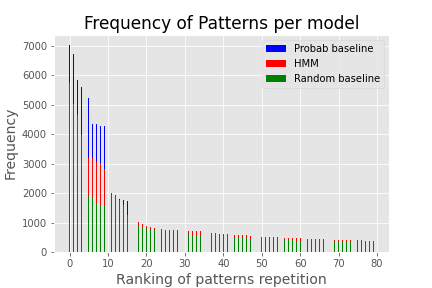 Frequency of Patterns per model
Probab baseline
HMM
Random baseline
Frequency
7000
6000
5000
4000
3000
2000
1000
0
0 10 20 30 40 50 60 70 80
Ranking of patterns repetition